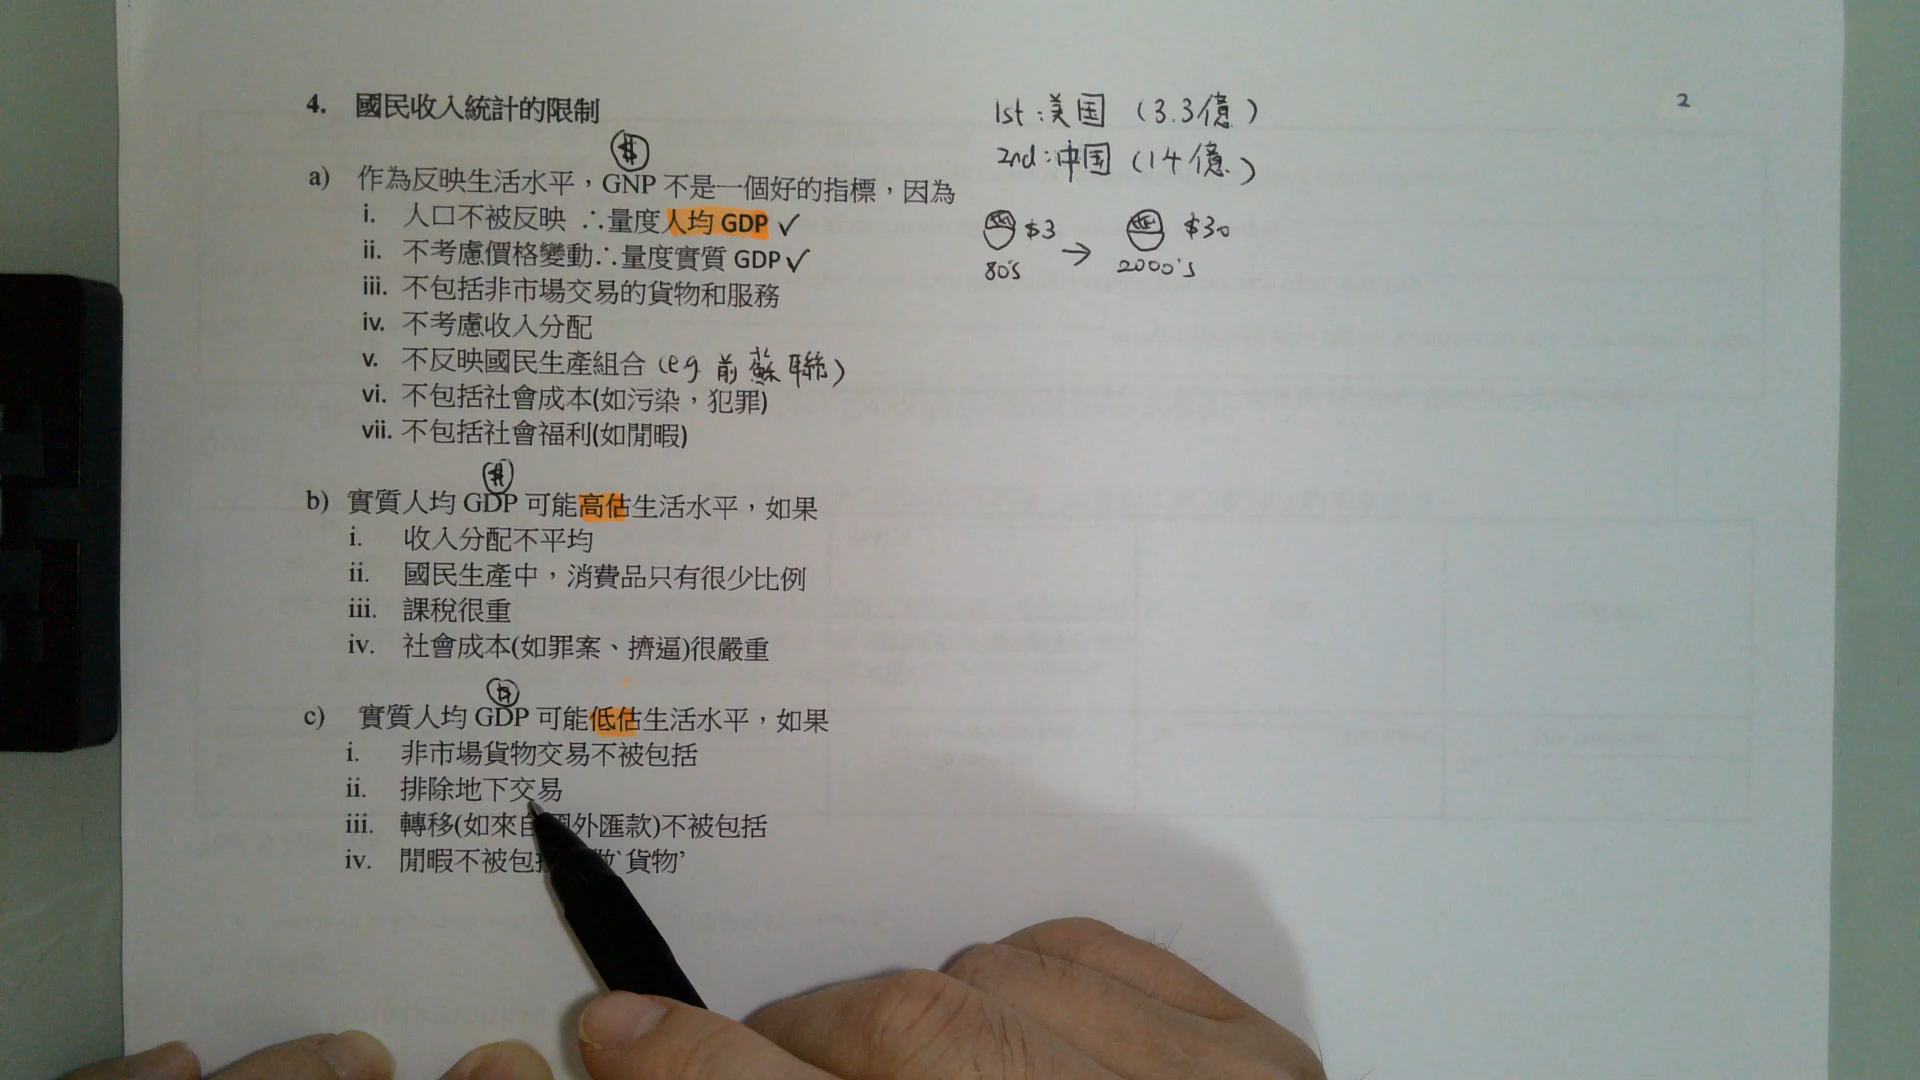 2
4. 國民收入統計的限制
1st:美国 (3.3億)
2nd:中国 (14億)
$
a) 作為反映生活水平，GNP 不是一個好的指標，因為
i. 人口不被反映 ∴量度人均 GDP ✓
ii. 不考慮價格變動∴量度實質 GDP ✓
$3 → $30
80's 2000's
iii. 不包括非市場交易的貨物和服務
iv. 不考慮收入分配
v. 不反映國民生產組合 (eg 前蘇聯)
vi. 不包括社會成本(如污染，犯罪)
vii. 不包括社會福利(如閒暇)
$
b) 實質人均 GDP 可能高估生活水平，如果
i. 收入分配不平均
ii. 國民生產中，消費品只有很少比例
iii. 課稅很重
iv. 社會成本(如罪案、擠逼)很嚴重
$
c) 實質人均 GDP 可能低估生活水平，如果
i. 非市場貨物交易不被包括
ii. 排除地下交易
iii. 轉移(如來自外匯款)不被包括
iv. 閒暇不被包 `貨物'